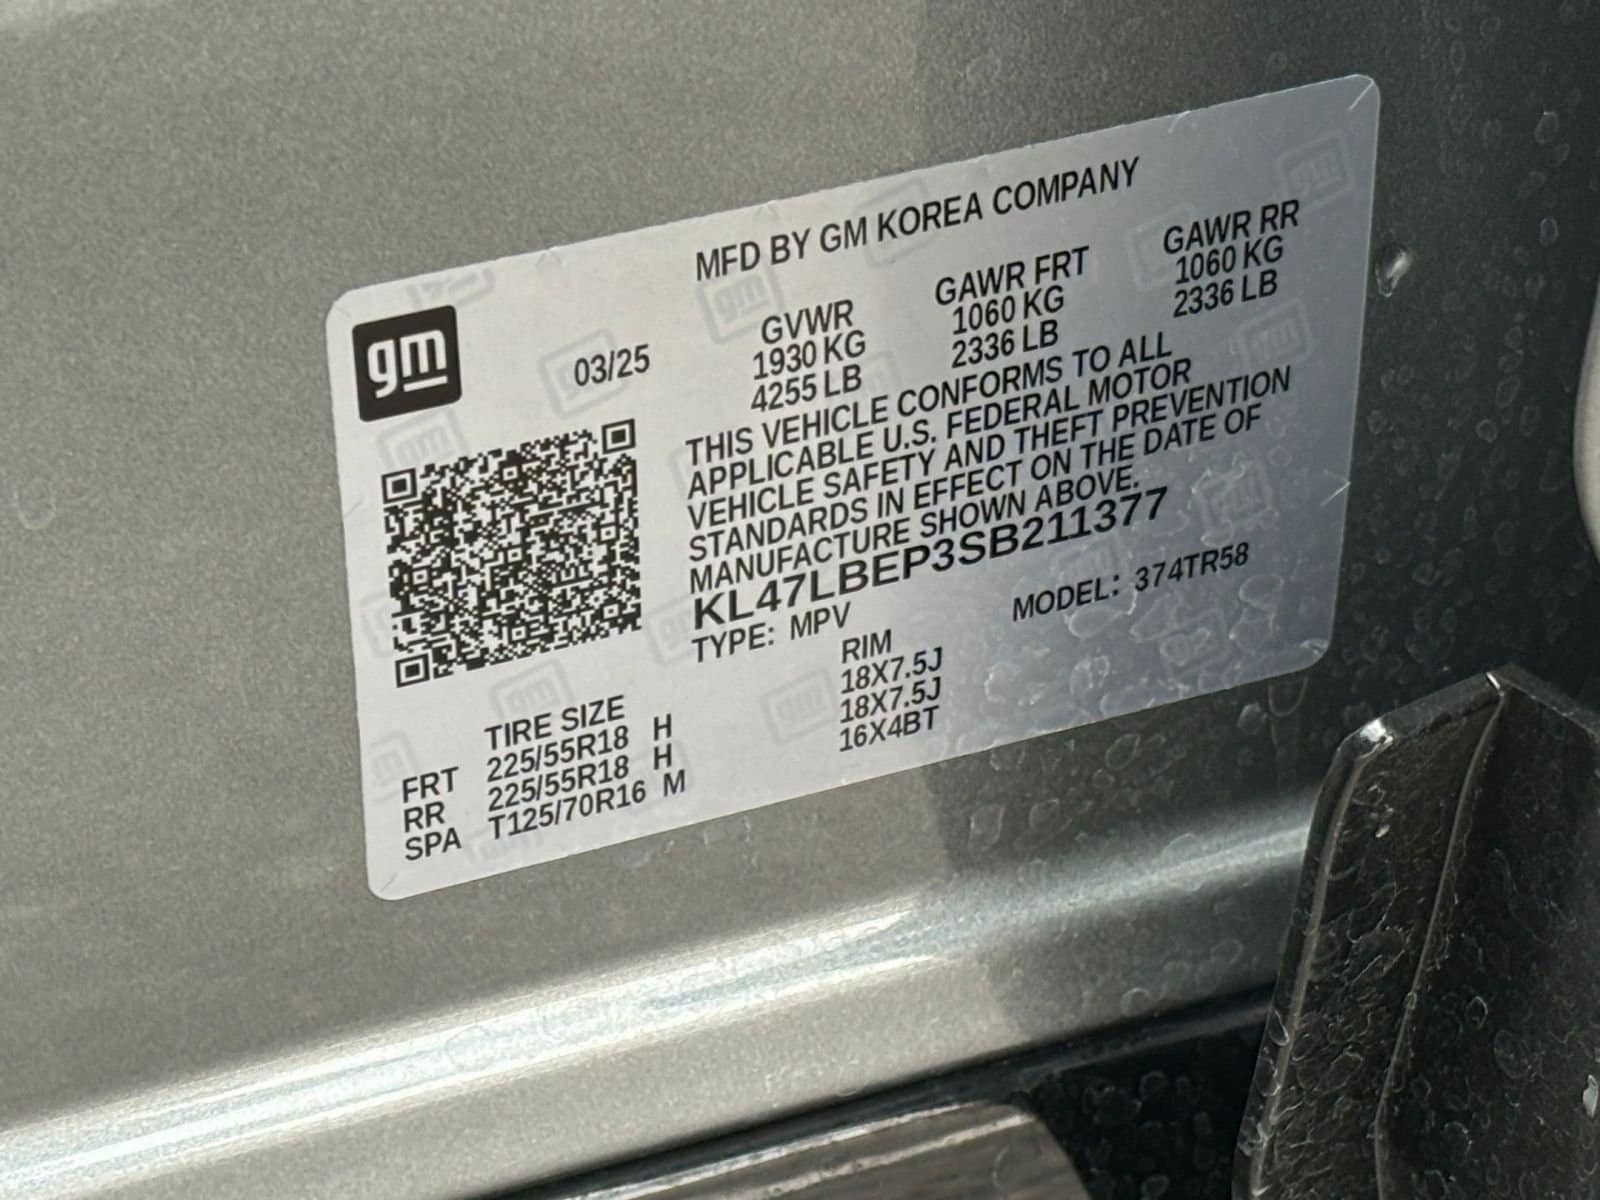 MFD BY GM KOREA COMPANY
gm
03/25
GVWR GAWR FRT GAWR RR
1930 KG 1060 KG 1060 KG
4255 LB 2336 LB 2336 LB
THIS VEHICLE CONFORMS TO ALL
APPLICABLE U.S. FEDERAL MOTOR
VEHICLE SAFETY AND THEFT PREVENTION
STANDARDS IN EFFECT ON THE DATE OF
MANUFACTURE SHOWN ABOVE.
KL47LBEP3SB211377
TYPE: MPV MODEL: 374TR58
TIRE SIZE RIM
FRT 225/55R18 H 18X7.5J
RR 225/55R18 H 18X7.5J
SPA T125/70R16 M 16X4BT